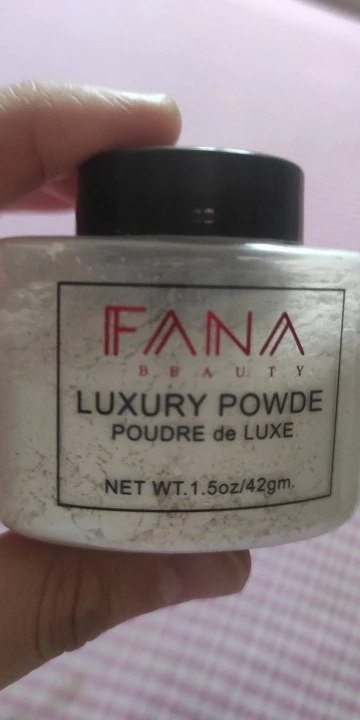 FANA
BEAUTY
LUXURY POWDE
POUDRE de LUXE
NET WT.1.5oz/42gm.